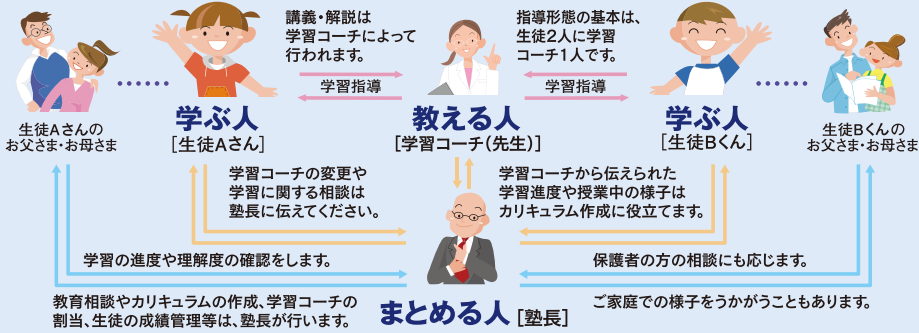 講義・解説は
学習コーチによって
行われます。
指導形態の基本は、
生徒2人に学習
コーチ1人です。
学習指導
学習指導
生徒Aさんの
お父さま・お母さま
学ぶ人
[生徒Aさん]
教える人
[学習コーチ(先生)]
学ぶ人
[生徒Bくん]
生徒Bくんの
お父さま・お母さま
学習コーチの変更や
学習に関する相談は
塾長に伝えてください。
学習コーチから伝えられた
学習進度や授業中の様子は
カリキュラム作成に役立てます。
学習の進度や理解度の確認をします。
保護者の方の相談にも応じます。
教育相談やカリキュラムの作成、学習コーチの
割当、生徒の成績管理等は、塾長が行います。
まとめる人 [塾長]
ご家庭での様子をうかがうこともあります。